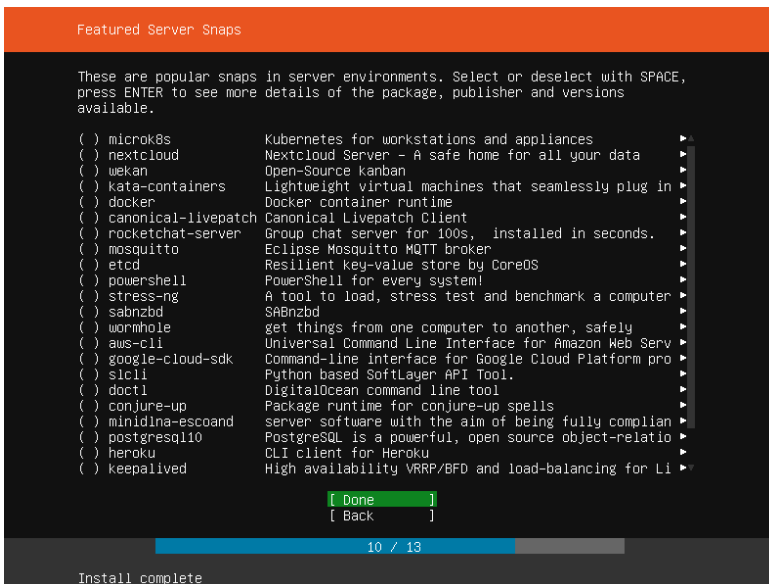 Featured Server Snaps
These are popular snaps in server environments. Select or deselect with SPACE,
press ENTER to see more details of the package, publisher and versions
available.
( ) microk8s Kubernetes for workstations and appliances ►
( ) nextcloud Nextcloud Server - A safe home for all your data ►
( ) wekan Open-Source kanban ►
( ) kata-containers Lightweight virtual machines that seamlessly plug in ►
( ) docker Docker container runtime ►
( ) canonical-livepatch Canonical Livepatch Client ►
( ) rocketchat-server Group chat server for 100s, installed in seconds. ►
( ) mosquitto Eclipse Mosquitto MQTT broker ►
( ) etcd Resilient key-value store by CoreOS ►
( ) powershell PowerShell for every system! ►
( ) stress-ng A tool to load, stress test and benchmark a computer ►
( ) sabnzbd SABnzbd ►
( ) wormhole get things from one computer to another, safely ►
( ) aws-cli Universal Command Line Interface for Amazon Web Serv ►
( ) google-cloud-sdk Command-line interface for Google Cloud Platform pro ►
( ) slcli Python based SoftLayer API Tool. ►
( ) doctl DigitalOcean command line tool ►
( ) conjure-up Package runtime for conjure-up spells ►
( ) minidlna-escoand server software with the aim of being fully complian ►
( ) postgresql10 PostgreSQL is a powerful, open source object-relatio ►
( ) heroku CLI client for Heroku ►
( ) keepalived High availability VRRP/BFD and load-balancing for Li ►
[ Done ]
[ Back ]
10 / 13
Install complete